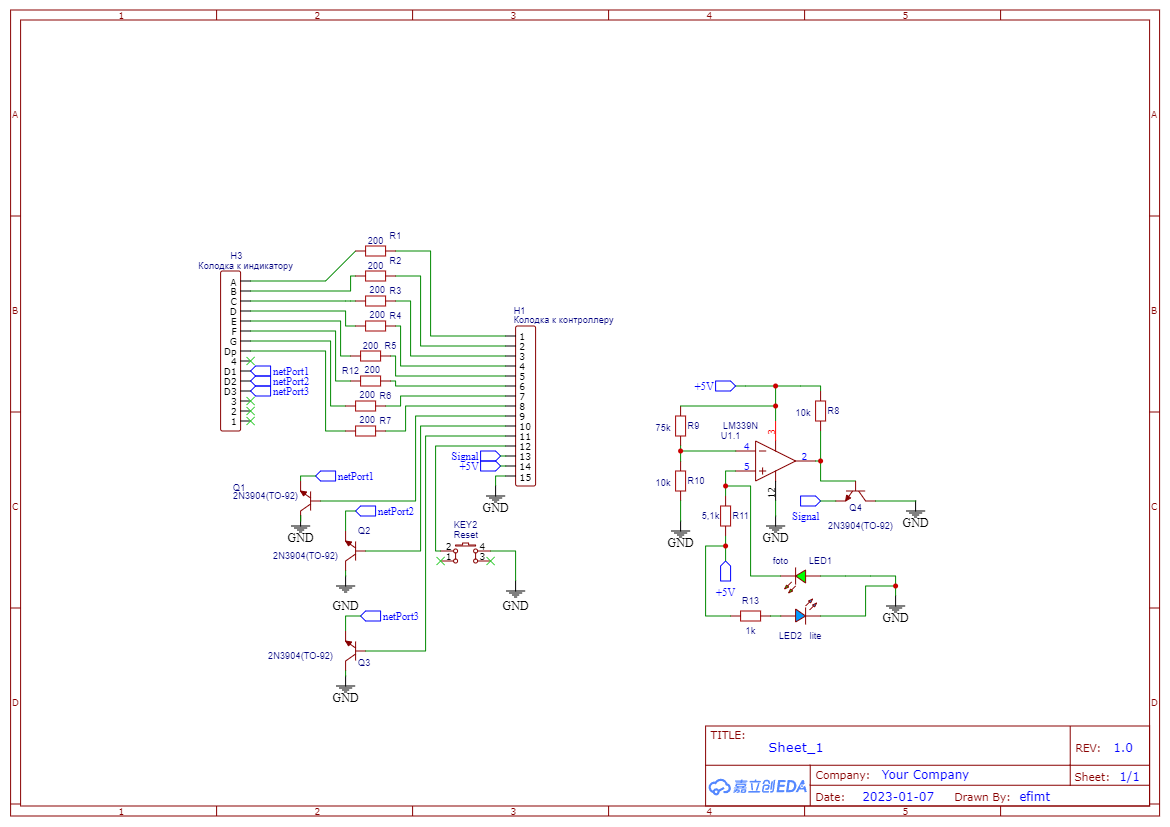 1 2 3 4 5
A A
B B
C C
D D
H3
Колодка к индикатору
A
B
C
D
E
F
G
Dp
4
D1 netPort1
D2 netPort2
D3 netPort3
3
2
1
200 R1
200 R2
200 R3
200 R4
200 R5
R12 200
200 R6
200 R7
H1
Колодка к контроллеру
1
2
3
4
5
6
7
8
9
10
11
12
Signal 13
+5V 14
15
GND
netPort1
Q1
2N3904(TO-92)
GND
netPort2
Q2
2N3904(TO-92)
GND
netPort3
2N3904(TO-92)
Q3
GND
KEY2
Reset
2 4
1 3
GND
+5V
75k R9
10k R10
GND
LM339N
U1.1
3
4
5
2
12
GND
10k R8
Signal
Q4
2N3904(TO-92)
GND
5,1k R11
+5V
foto LED1
R13
1k
LED2 lite
GND
TITLE:
Sheet_1
REV: 1.0
嘉立创EDA
Company: Your Company
Sheet: 1/1
Date: 2023-01-07 Drawn By: efimt
1 2 3 4 5